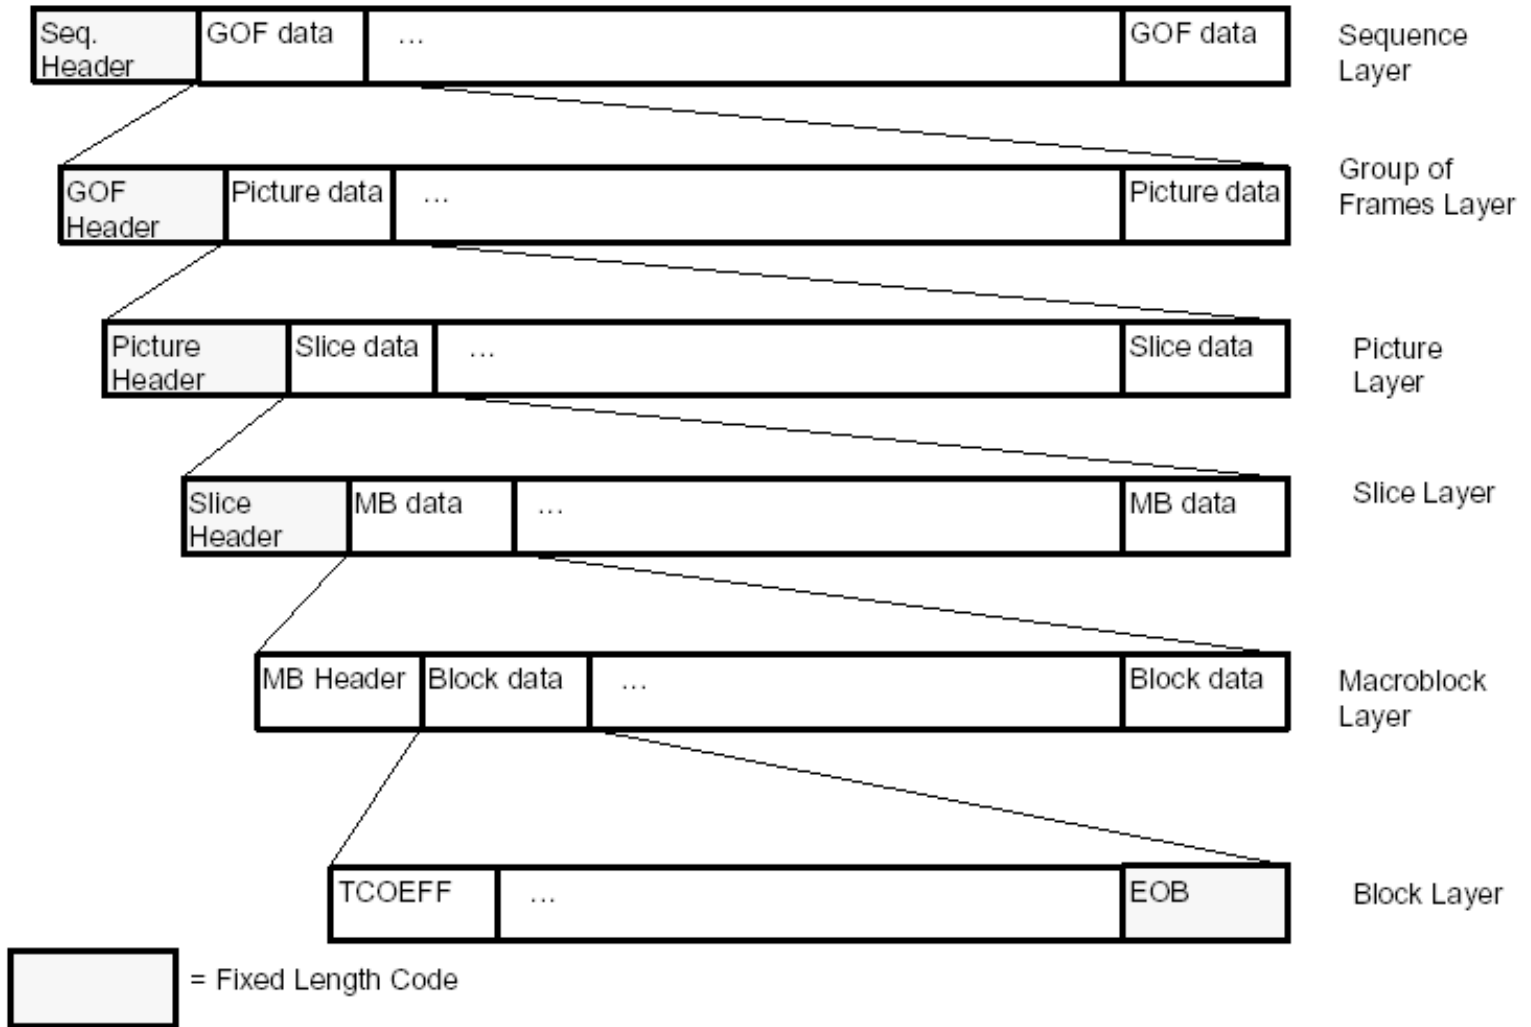 Seq.
Header
GOF data
...
GOF data
Sequence
Layer
GOF
Header
Picture data
...
Picture data
Group of
Frames Layer
Picture
Header
Slice data
...
Slice data
Picture
Layer
Slice
Header
MB data
...
MB data
Slice Layer
MB Header
Block data
...
Block data
Macroblock
Layer
TCOEFF
...
EOB
Block Layer
= Fixed Length Code